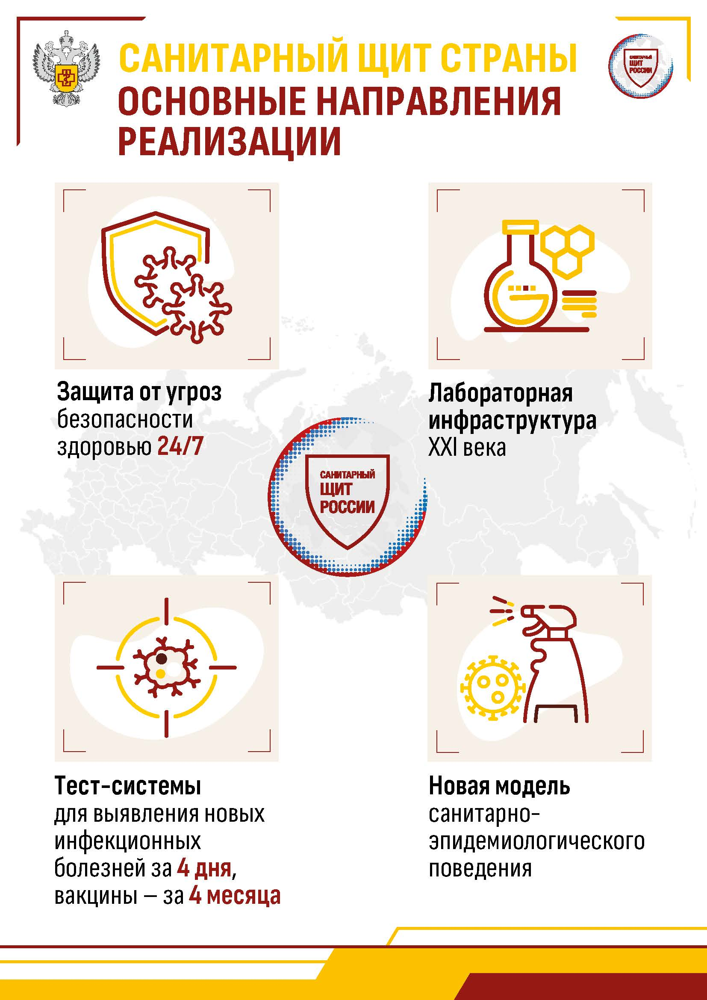 САНИТАРНЫЙ ЩИТ СТРАНЫ
ОСНОВНЫЕ НАПРАВЛЕНИЯ
РЕАЛИЗАЦИИ
САНИТАРНЫЙ
ЩИТ
РОССИИ
Защита от угроз
безопасности
здоровью 24/7
Лабораторная
инфраструктура
XXI века
САНИТАРНЫЙ
ЩИТ
РОССИИ
Тест-системы
для выявления новых
инфекционных
болезней за 4 дня,
вакцины – за 4 месяца
Новая модель
санитарно-
эпидемиологического
поведения